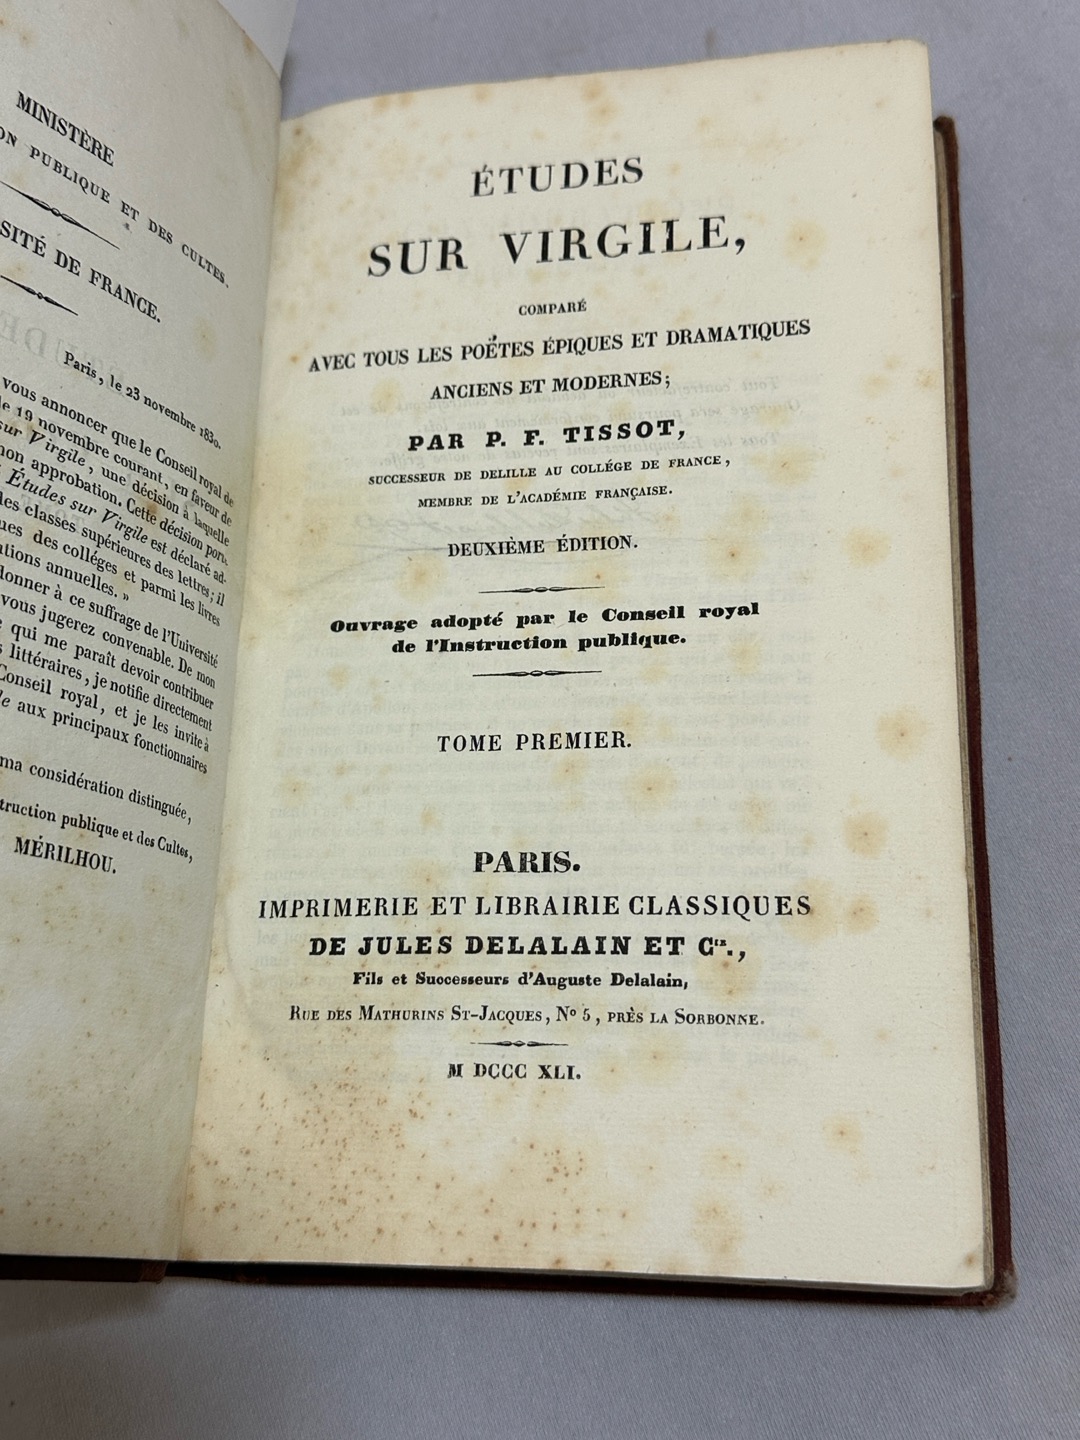 MINISTÈRE
ON PUBLIQUE ET DES CULTES.
SITÉ DE FRANCE.
Paris, le 23 novembre 1830.
vous annoncer que le Conseil royal de
le 19 novembre courant, en faveur de
sur Virgile, une décision à laquelle
mon approbation. Cette décision porte
Études sur Virgile est déclaré ad-
les classes supérieures des lettres; il
ues des colléges et parmi les livres
utions annuelles. »
donner à ce suffrage de l'Université
vous jugerez convenable. De mon
qui me paraît devoir contribuer
s littéraires, je notifie directement
Conseil royal, et je les invite à
le aux principaux fonctionnaires
ma considération distinguée,
truction publique et des Cultes,
MÉRILHOU.
ÉTUDES
SUR VIRGILE,
COMPARÉ
AVEC TOUS LES POËTES ÉPIQUES ET DRAMATIQUES
ANCIENS ET MODERNES;
PAR P. F. TISSOT,
SUCCESSEUR DE DELILLE AU COLLÉGE DE FRANCE,
MEMBRE DE L'ACADÉMIE FRANÇAISE.
DEUXIÈME ÉDITION.
Ouvrage adopté par le Conseil royal
de l'Instruction publique.
TOME PREMIER.
PARIS.
IMPRIMERIE ET LIBRAIRIE CLASSIQUES
DE JULES DELALAIN ET Cie.,
Fils et Successeurs d'Auguste Delalain,
RUE DES MATHURINS ST-JACQUES, No 5, PRÈS LA SORBONNE.
M DCCC XLI.